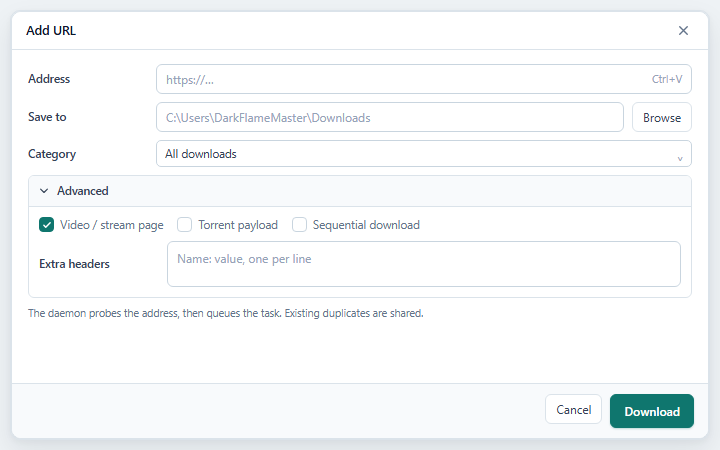 Add URL
Address
https://...
Ctrl+V
Save to
C:\Users\DarkFlameMaster\Downloads
Browse
Category
All downloads
Advanced
Video / stream page
Torrent payload
Sequential download
Extra headers
Name: value, one per line
The daemon probes the address, then queues the task. Existing duplicates are shared.
Cancel
Download